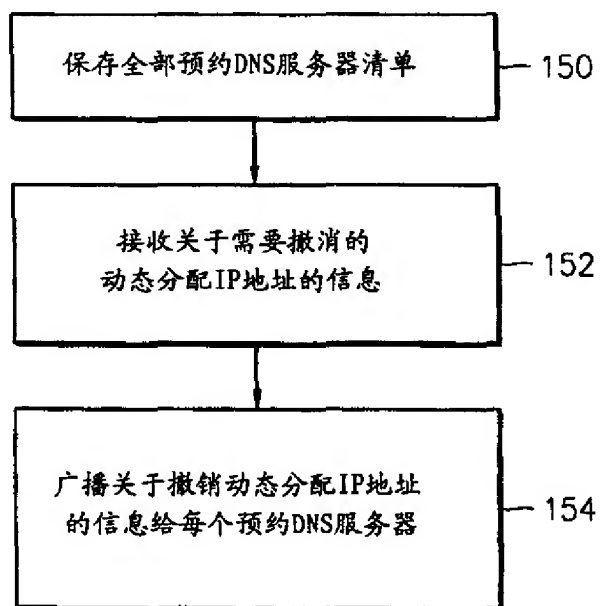 保存全部预约DNS服务器清单
150
接收关于需要撤消的
动态分配IP地址的信息
152
广播关于撤销动态分配IP地址
的信息给每个预约DNS服务器
154